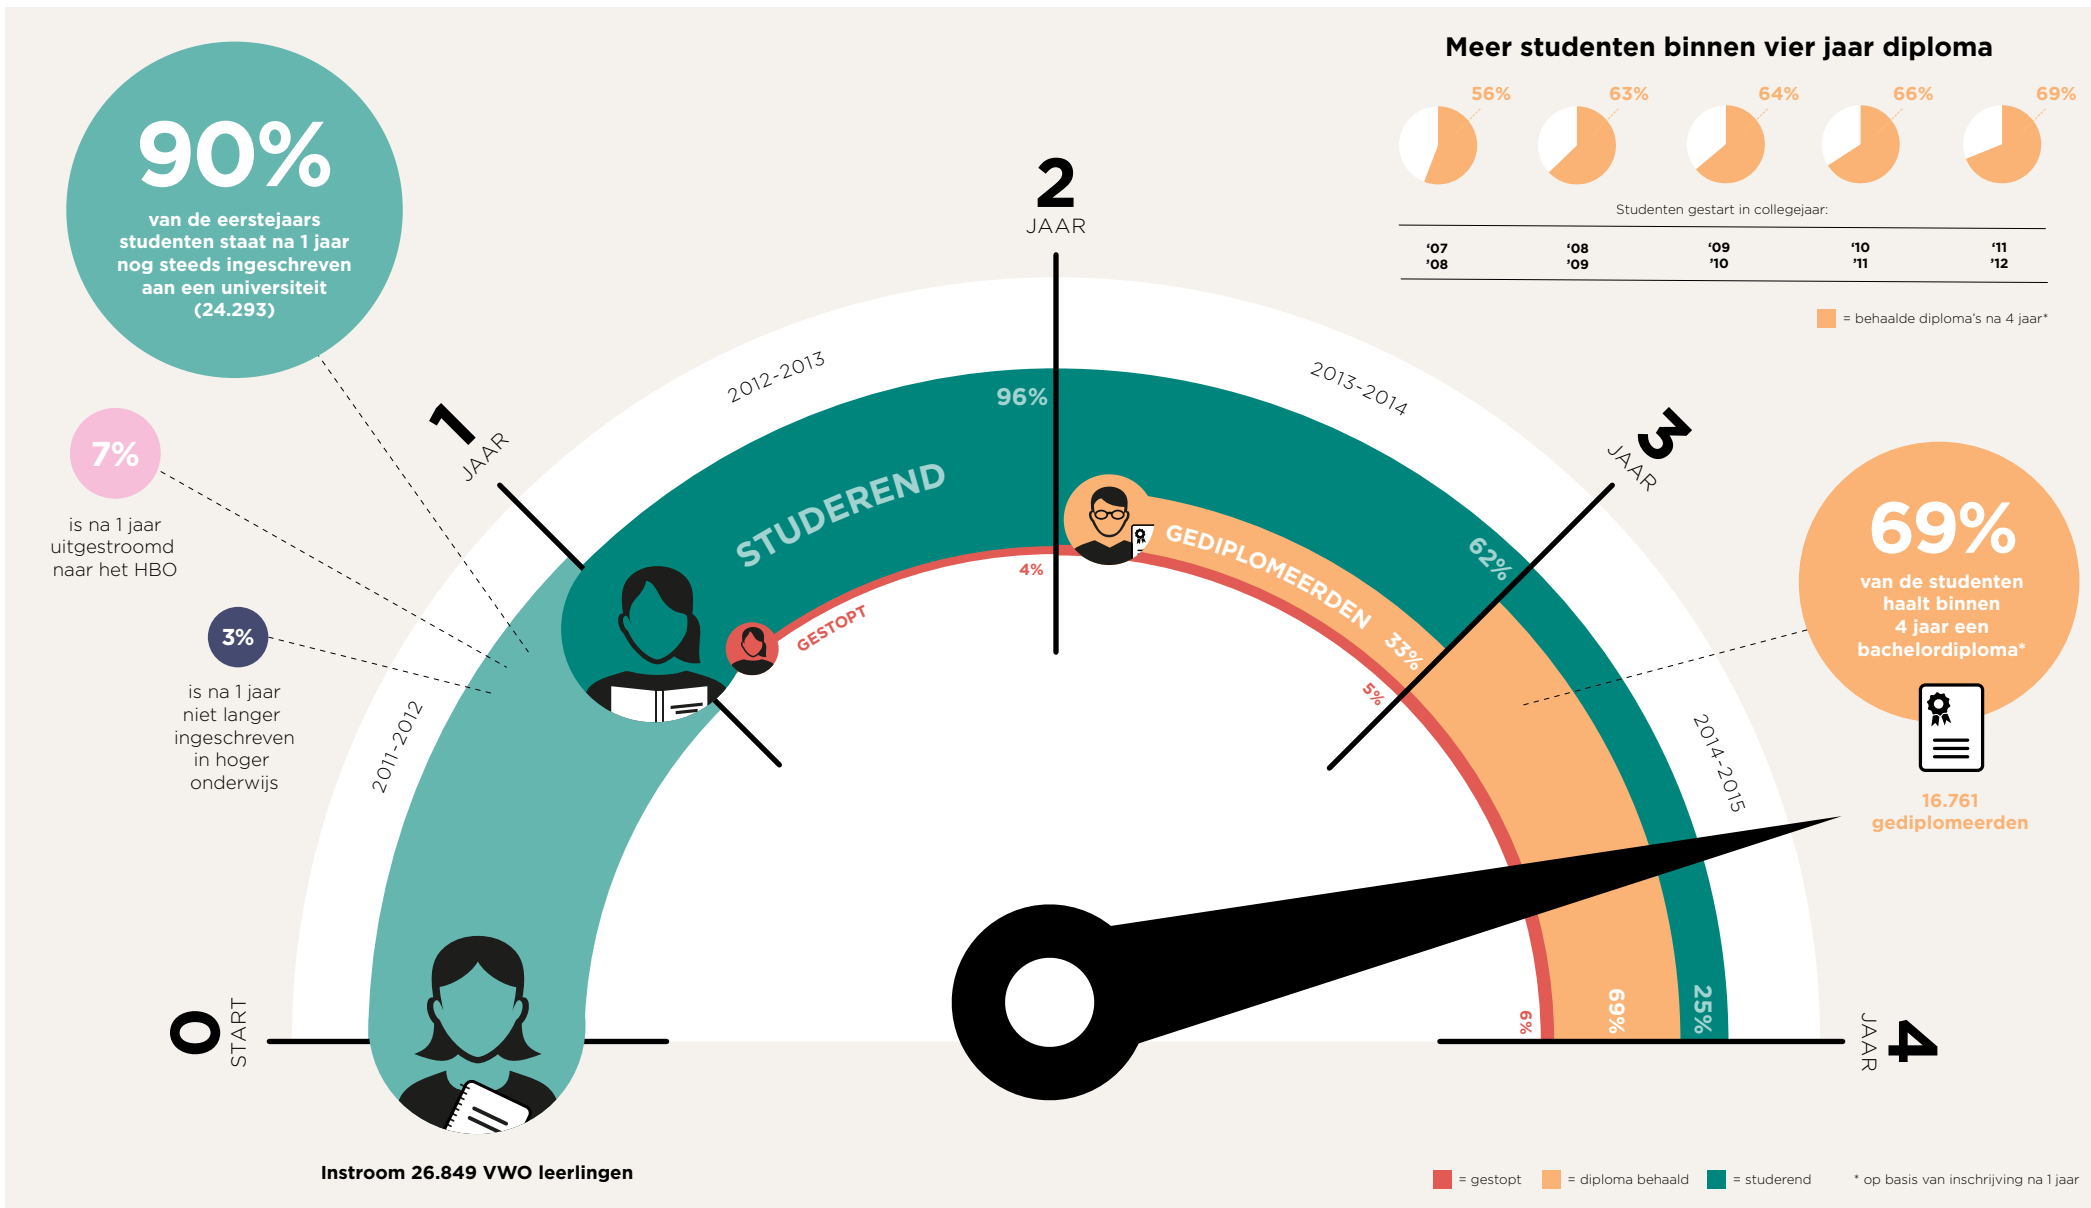 Meer studenten binnen vier jaar diploma
56%
63%
64%
66%
69%
Studenten gestart in collegejaar:
‘07
’08
‘08
’09
‘09
’10
‘10
’11
‘11
’12
= behaalde diploma’s na 4 jaar*
90%
van de eerstejaars
studenten staat na 1 jaar
nog steeds ingeschreven
aan een universiteit
(24.293)
7%
is na 1 jaar
uitgestroomd
naar het HBO
3%
is na 1 jaar
niet langer
ingeschreven
in hoger
onderwijs
0
START
2011-2012
1
JAAR
2012-2013
STUDEREND
96%
GESTOPT
4%
2
JAAR
2013-2014
GEDIPLOMEERDEN
62%
33%
5%
3
JAAR
2014-2015
69%
van de studenten
haalt binnen
4 jaar een
bachelordiploma*
16.761
gediplomeerden
6%
69%
25%
4
JAAR
Instroom 26.849 VWO leerlingen
= gestopt
= diploma behaald
= studerend
* op basis van inschrijving na 1 jaar